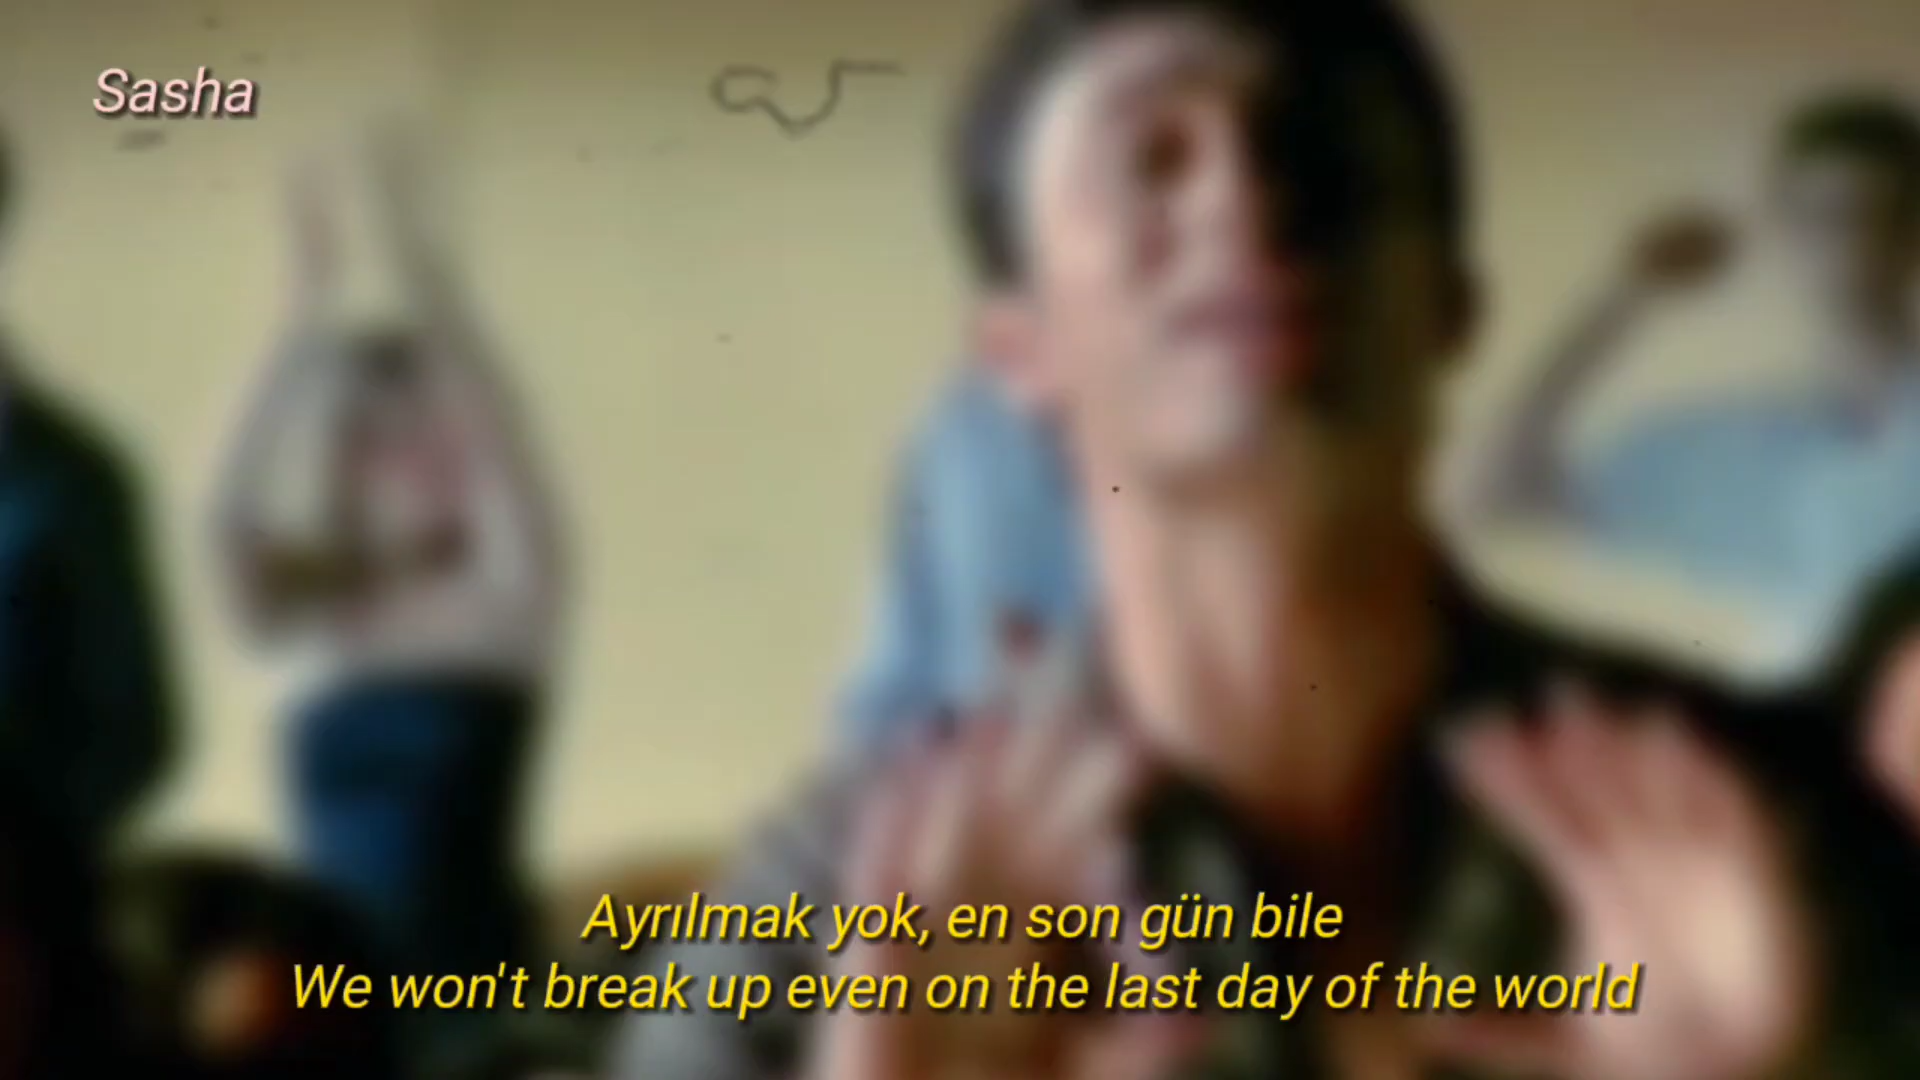 Sasha
Ayrılmak yok, en son gün bile
We won't break up even on the last day of the world